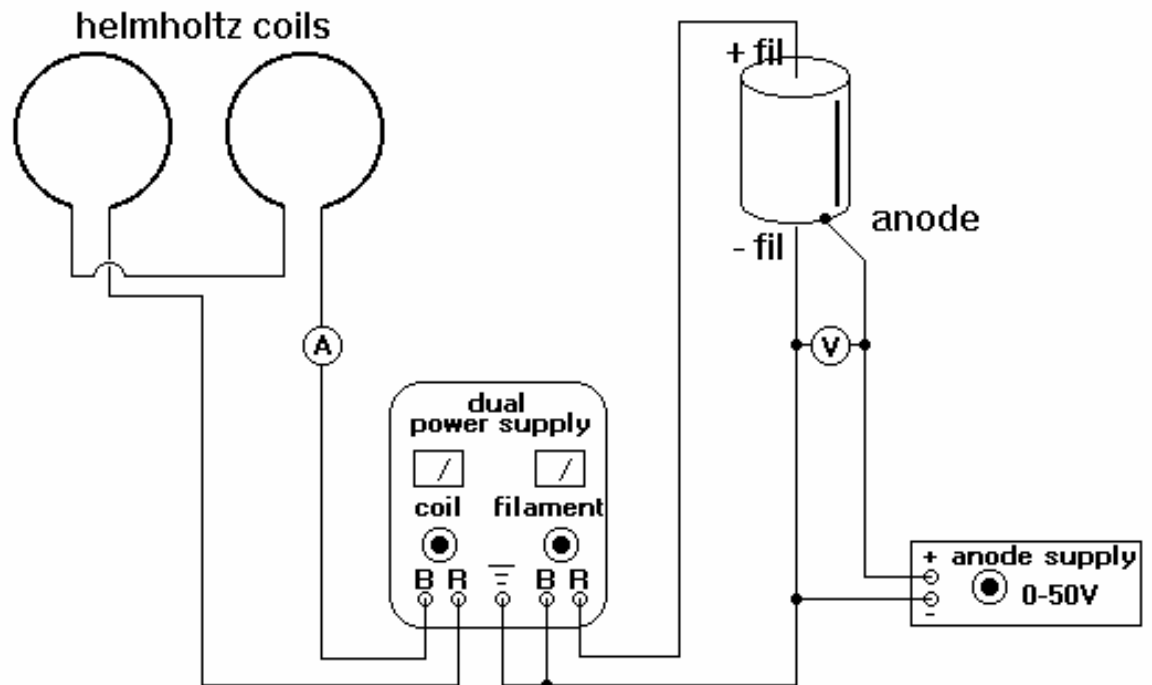 helmholtz coils
+ fil
anode
- fil
A
V
dual
power supply
coil filament
B R B R
+ anode supply
0-50V
-